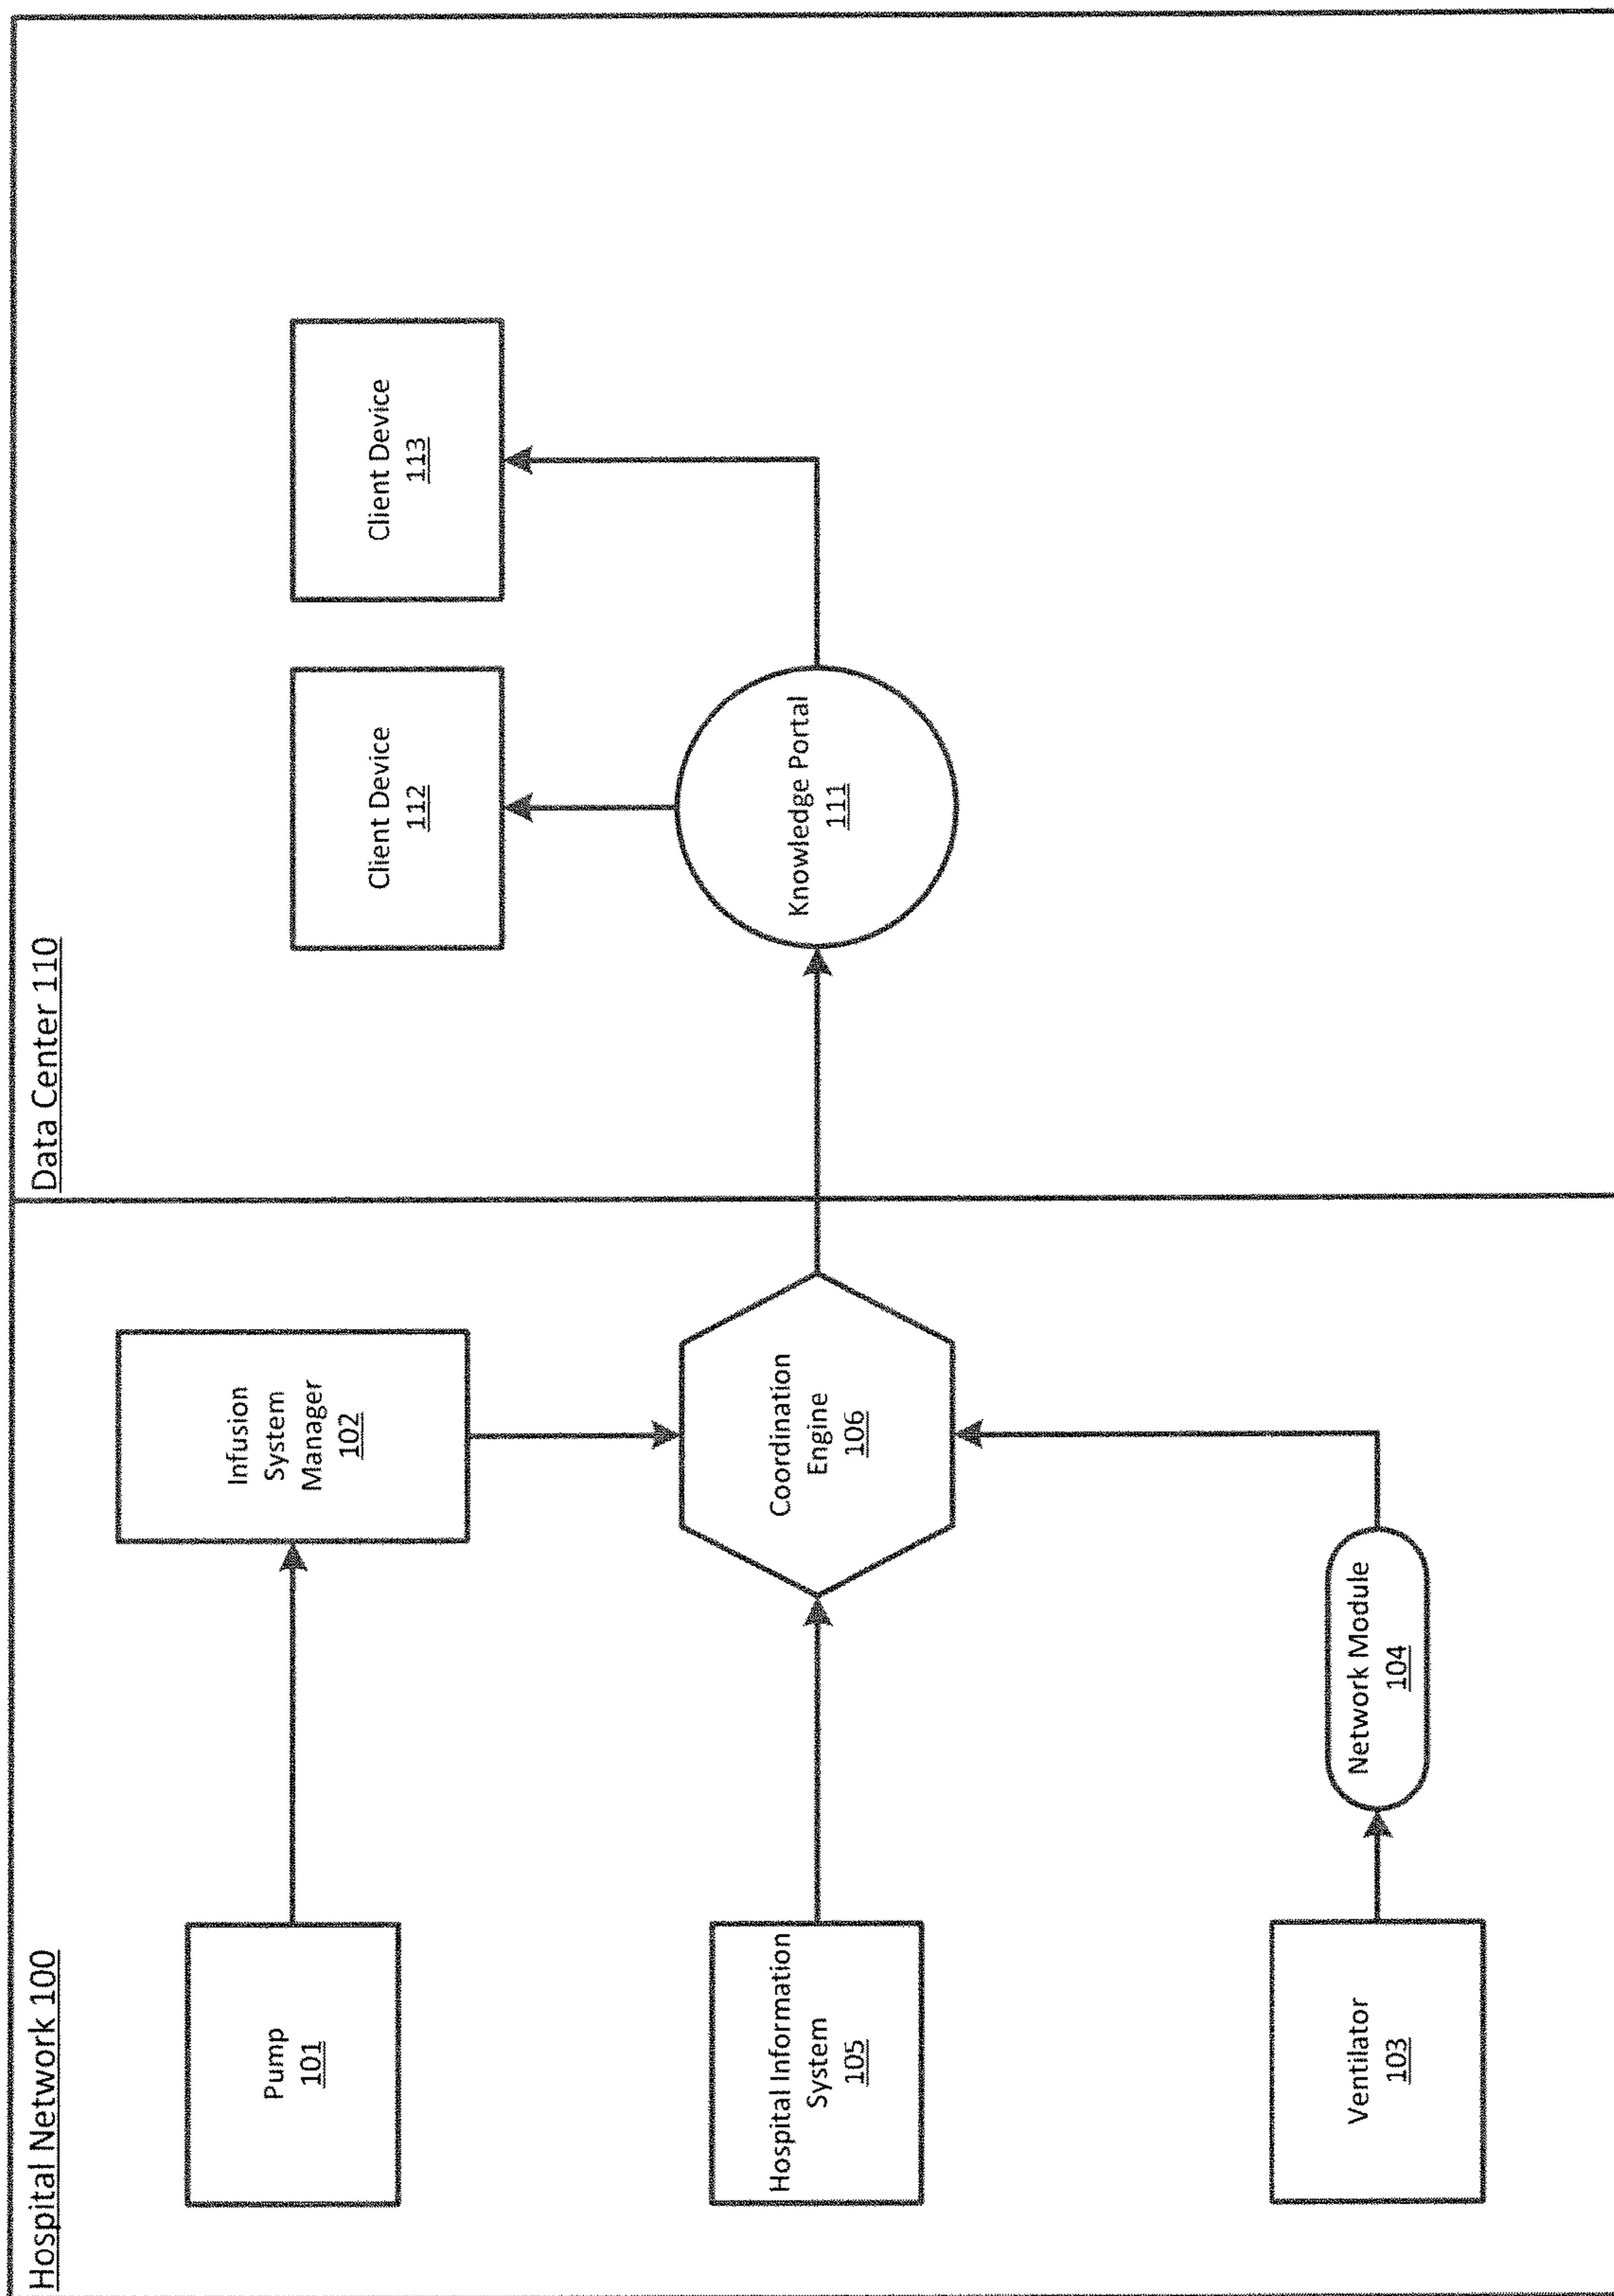 Hospital Network 100
Pump
101
Infusion
System
Manager
102
Hospital Information
System
105
Coordination
Engine
106
Ventilator
103
Network Module
104
Data Center 110
Client Device
112
Client Device
113
Knowledge Portal
111